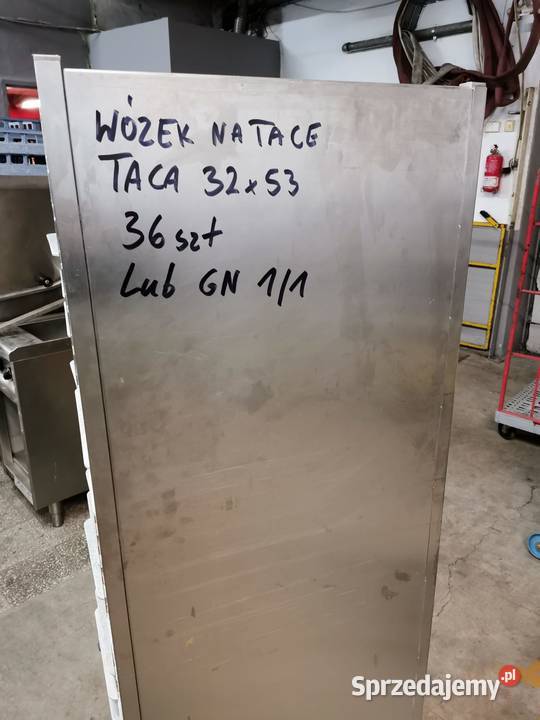 WÓZEK NA TACE
TACA 32x53
36 szt
Lub GN 1/1
Sprzedajemy.pl